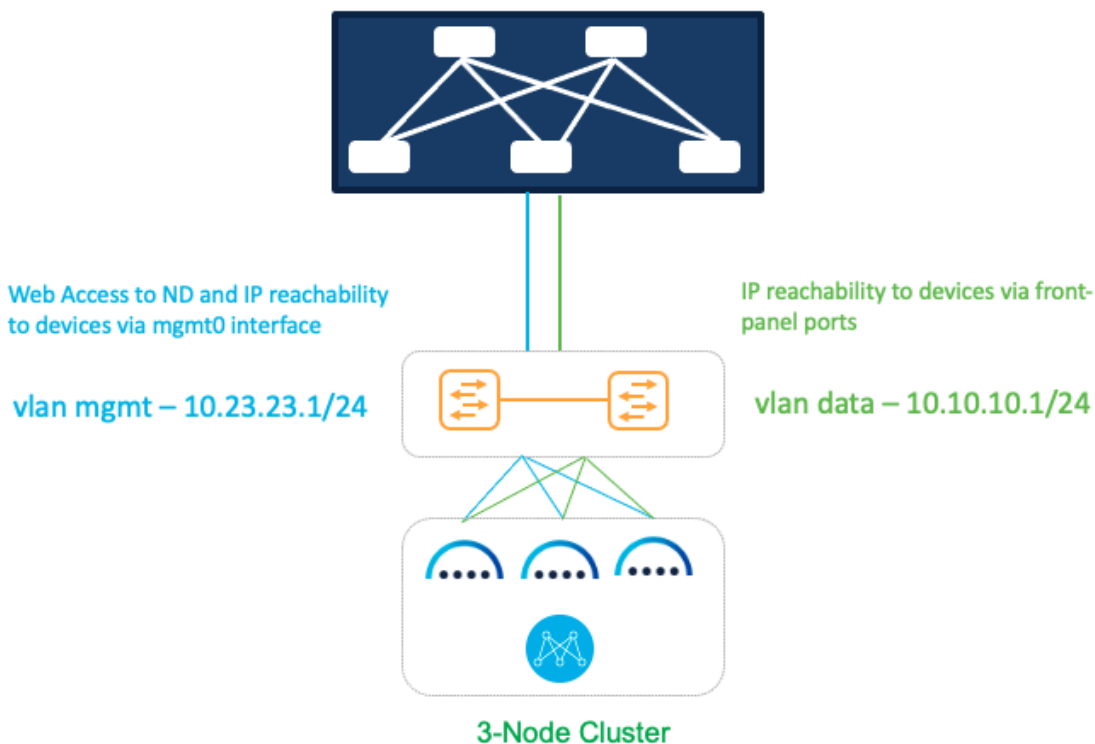 Web Access to ND and IP reachability
to devices via mgmt0 interface
IP reachability to devices via front-
panel ports
vlan mgmt – 10.23.23.1/24
vlan data – 10.10.10.1/24
3-Node Cluster